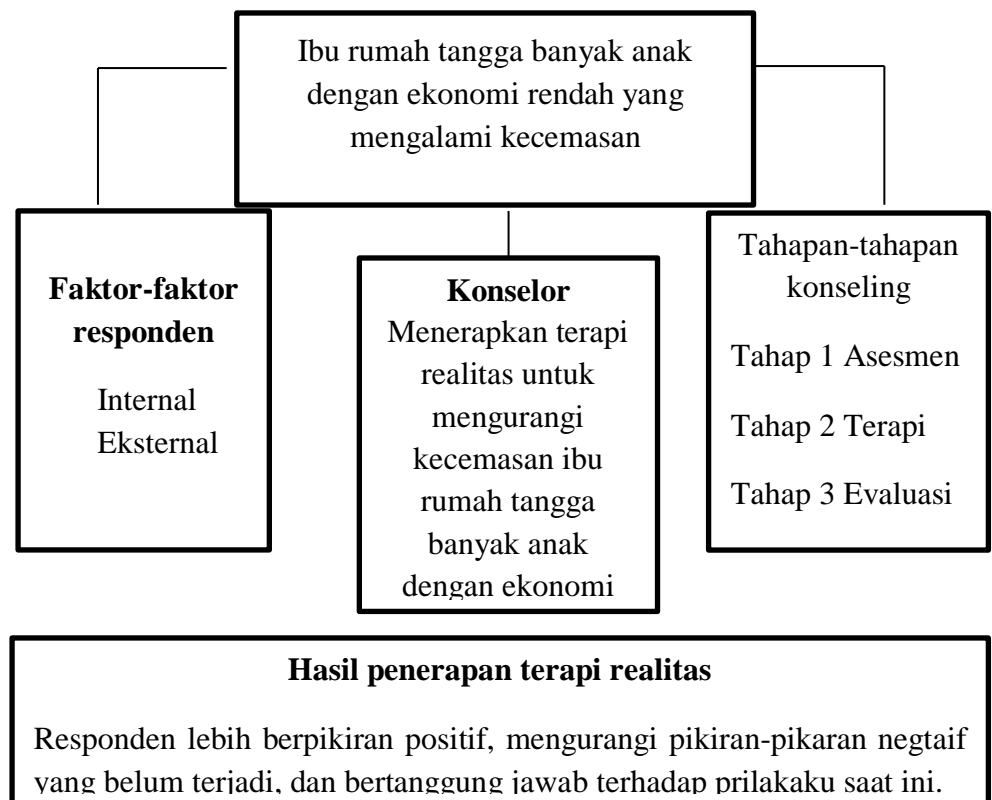 Ibu rumah tangga banyak anak
dengan ekonomi rendah yang
mengalami kecemasan
Faktor-faktor
responden
Internal
Eksternal
Konselor
Menerapkan terapi
realitas untuk
mengurangi
kecemasan ibu
rumah tangga
banyak anak
dengan ekonomi
Tahapan-tahapan
konseling
Tahap 1 Asesmen
Tahap 2 Terapi
Tahap 3 Evaluasi
Hasil penerapan terapi realitas
Responden lebih berpikiran positif, mengurangi pikiran-pikaran negtaif
yang belum terjadi, dan bertanggung jawab terhadap prilakaku saat ini.